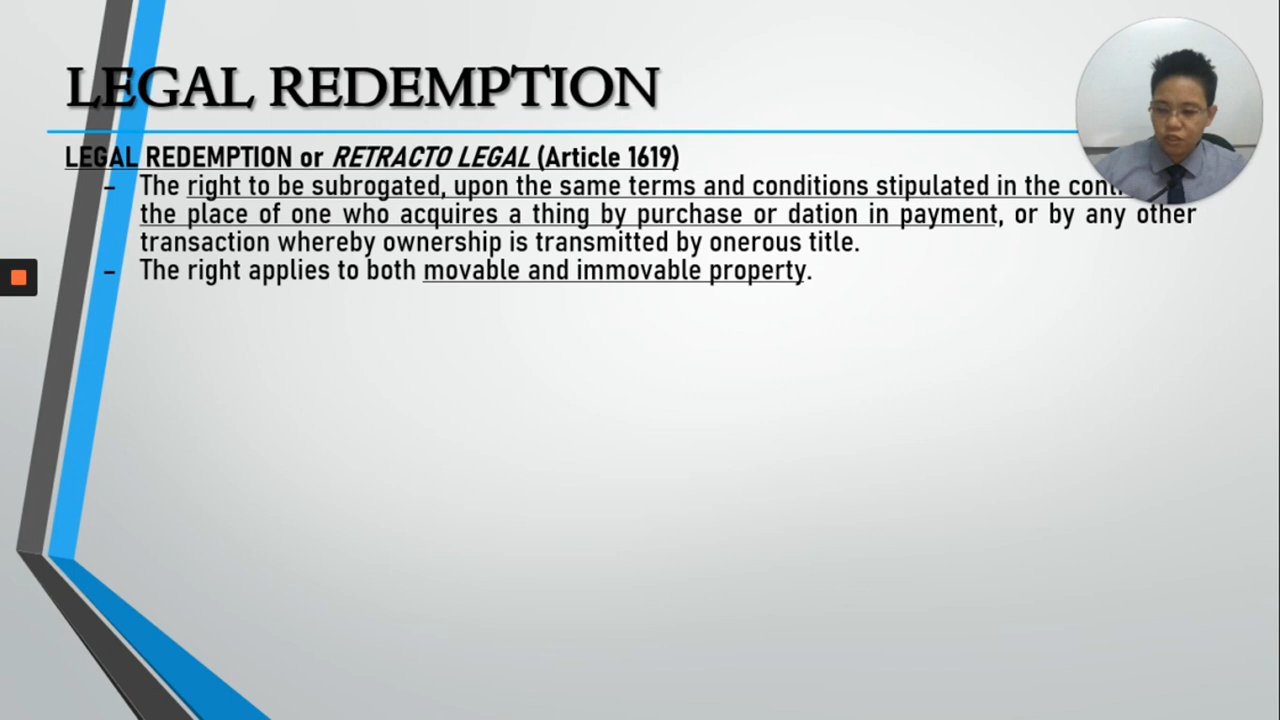 LEGAL REDEMPTION
LEGAL REDEMPTION or RETRACTO LEGAL (Article 1619)
- The right to be subrogated, upon the same terms and conditions stipulated in the
the place of one who acquires a thing by purchase or dation in payment, or by any other
transaction whereby ownership is transmitted by onerous title.
- The right applies to both movable and immovable property.